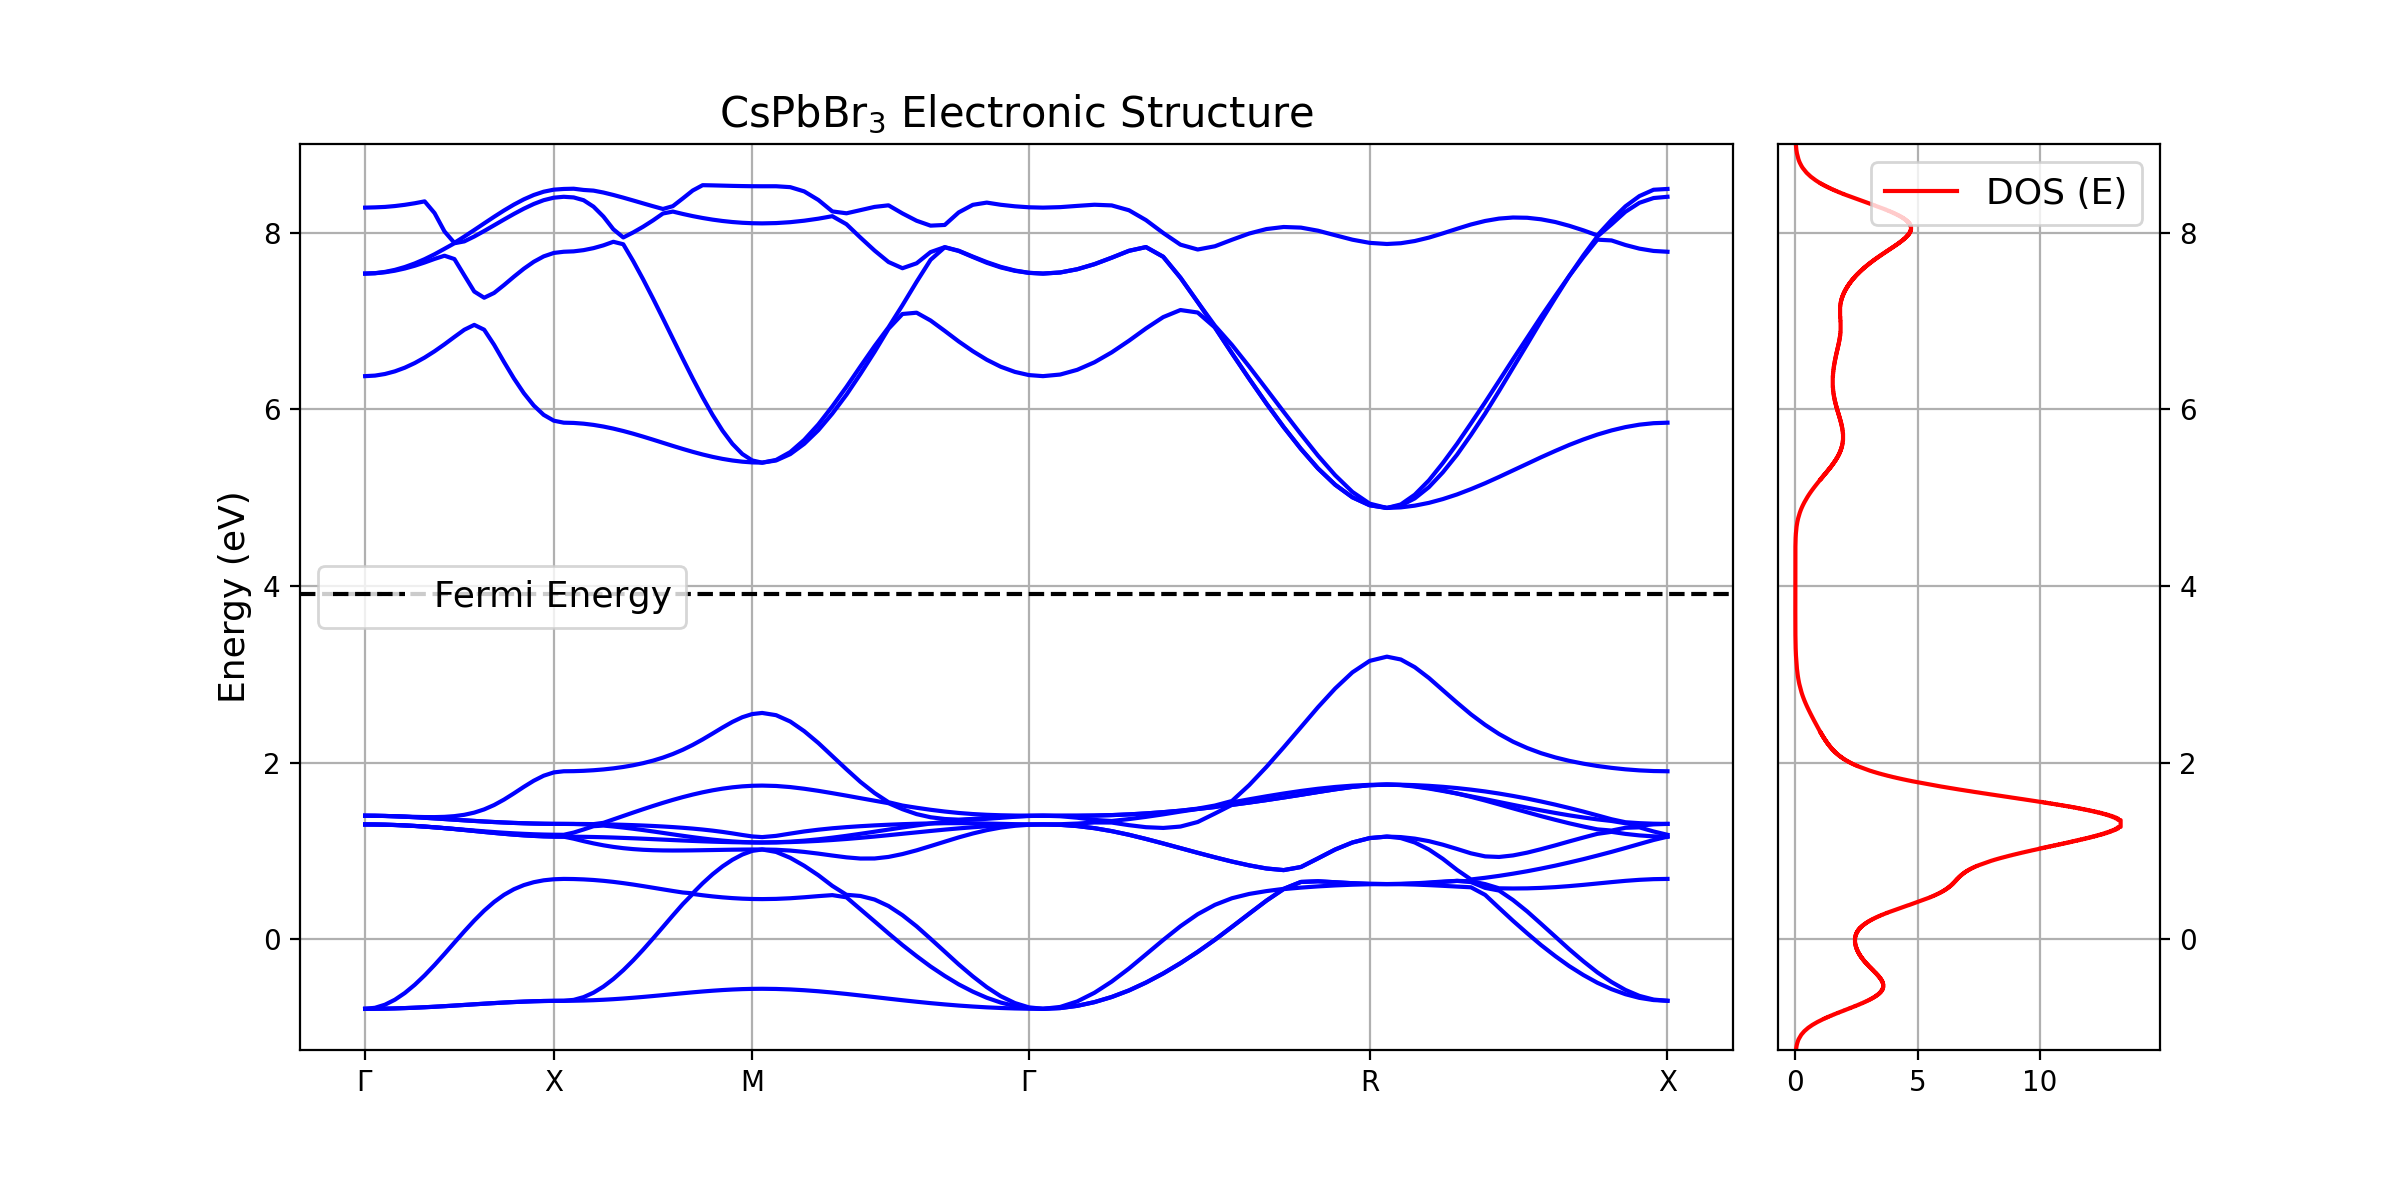 CsPbBr₃ Electronic Structure
DOS (E)
Energy (eV)
8
6
4
2
0
Fermi Energy
Γ X M Γ R X
8
6
4
2
0
0 5 10